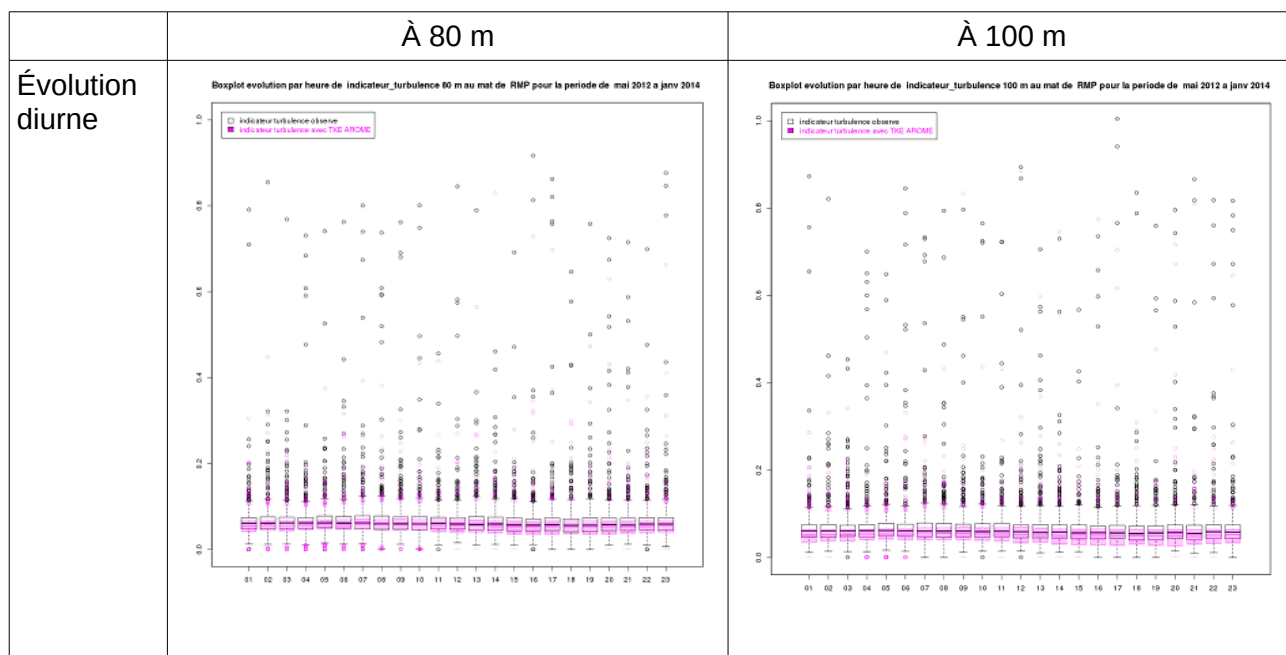 À 80 m
À 100 m
Évolution
diurne
Boxplot evolution par heure de indicateur_turbulence 80 m au mat de RMP pour la periode de mai 2012 a janv 2014
indicateur turbulence observe
indicateur turbulence avec TKE AROME
1.0
0.8
0.6
0.4
0.2
0.0
01 02 03 04 05 06 07 08 09 10 11 12 13 14 15 16 17 18 19 20 21 22 23
Boxplot evolution par heure de indicateur_turbulence 100 m au mat de RMP pour la periode de mai 2012 a janv 2014
indicateur turbulence observe
indicateur turbulence avec TKE AROME
1.0
0.8
0.6
0.4
0.2
0.0
01 02 03 04 05 06 07 08 09 10 11 12 13 14 15 16 17 18 19 20 21 22 23